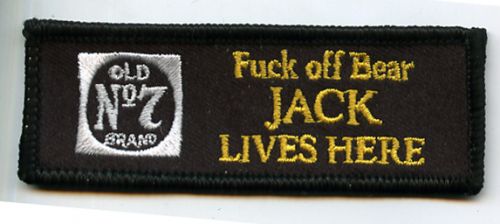 OLD
Nº7
BRAND
Fuck off Bear
JACK
LIVES HERE